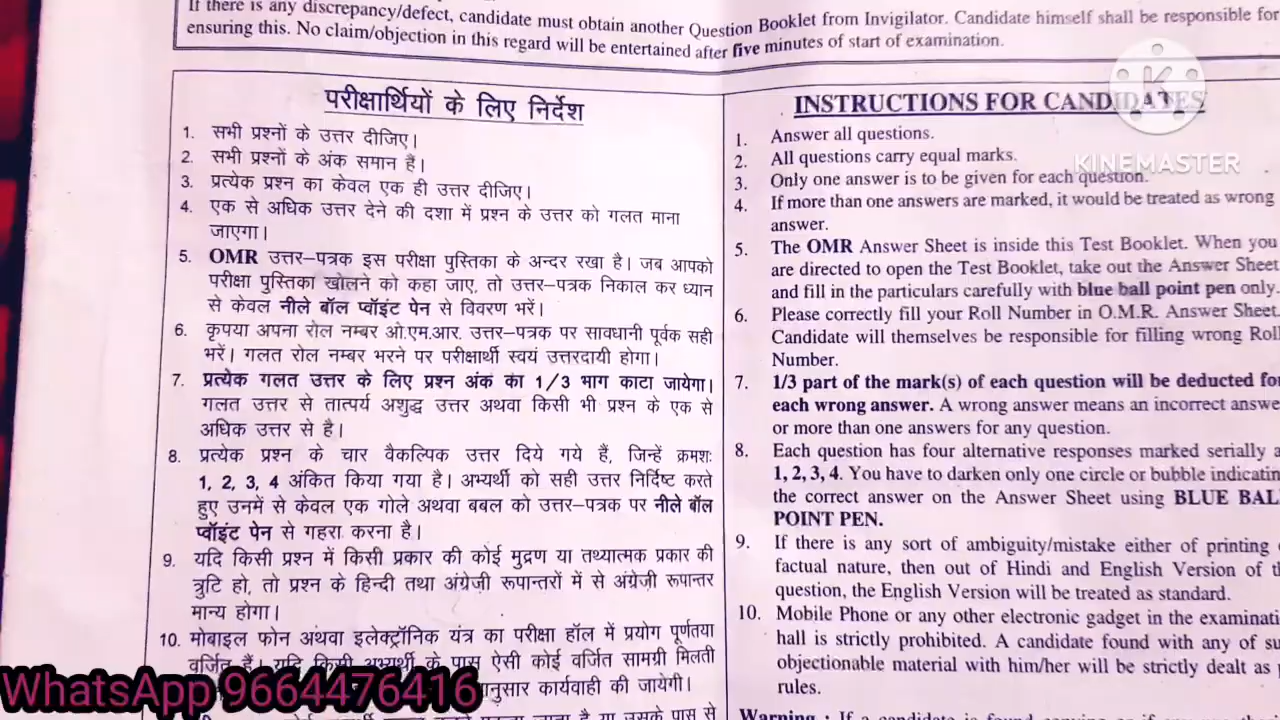 If there is any discrepancy/defect, candidate must obtain another Question Booklet from Invigilator. Candidate himself shall be responsible for
ensuring this. No claim/objection in this regard will be entertained after five minutes of start of examination.
परीक्षार्थियों के लिए निर्देश
1. सभी प्रश्नों के उत्तर दीजिए।
2. सभी प्रश्नों के अंक समान हैं।
3. प्रत्येक प्रश्न का केवल एक ही उत्तर दीजिए।
4. एक से अधिक उत्तर देने की दशा में प्रश्न के उत्तर को गलत माना
जाएगा।
5. OMR उत्तर–पत्रक इस परीक्षा पुस्तिका के अन्दर रखा है। जब आपको
परीक्षा पुस्तिका खोलने को कहा जाए, तो उत्तर–पत्रक निकाल कर ध्यान
से केवल नीले बॉल प्वॉइंट पेन से विवरण भरें।
6. कृपया अपना रोल नम्बर ओ.एम.आर. उत्तर–पत्रक पर सावधानी पूर्वक सही
भरें। गलत रोल नम्बर भरने पर परीक्षार्थी स्वयं उत्तरदायी होगा।
7. प्रत्येक गलत उत्तर के लिए प्रश्न अंक का 1/3 भाग काटा जायेगा।
गलत उत्तर से तात्पर्य अशुद्ध उत्तर अथवा किसी भी प्रश्न के एक से
अधिक उत्तर से है।
8. प्रत्येक प्रश्न के चार वैकल्पिक उत्तर दिये गये हैं, जिन्हें क्रमशः
1, 2, 3, 4 अंकित किया गया है। अभ्यर्थी को सही उत्तर निर्दिष्ट करते
हुए उनमें से केवल एक गोले अथवा बबल को उत्तर–पत्रक पर नीले बॉल
प्वॉइंट पेन से गहरा करना है।
9. यदि किसी प्रश्न में किसी प्रकार की कोई मुद्रण या तथ्यात्मक प्रकार की
त्रुटि हो, तो प्रश्न के हिन्दी तथा अंग्रेज़ी रूपान्तरों में से अंग्रेज़ी रूपान्तर
मान्य होगा।
10. मोबाइल फोन अथवा इलेक्ट्रॉनिक यंत्र का परीक्षा हॉल में प्रयोग पूर्णतया
वर्जित हैं। यदि किसी अभ्यर्थी के पास ऐसी कोई वर्जित सामग्री मिलती
नुसार कार्यवाही की जायेगी।
INSTRUCTIONS FOR CANDIDATES
1. Answer all questions.
2. All questions carry equal marks.
3. Only one answer is to be given for each question.
4. If more than one answers are marked, it would be treated as wrong
answer.
5. The OMR Answer Sheet is inside this Test Booklet. When you
are directed to open the Test Booklet, take out the Answer Sheet
and fill in the particulars carefully with blue ball point pen only.
6. Please correctly fill your Roll Number in O.M.R. Answer Sheet.
Candidate will themselves be responsible for filling wrong Roll
Number.
7. 1/3 part of the mark(s) of each question will be deducted for
each wrong answer. A wrong answer means an incorrect answe
or more than one answers for any question.
8. Each question has four alternative responses marked serially a
1, 2, 3, 4. You have to darken only one circle or bubble indicatin
the correct answer on the Answer Sheet using BLUE BAL
POINT PEN.
9. If there is any sort of ambiguity/mistake either of printing
factual nature, then out of Hindi and English Version of t
question, the English Version will be treated as standard.
10. Mobile Phone or any other electronic gadget in the examinati
hall is strictly prohibited. A candidate found with any of su
objectionable material with him/her will be strictly dealt as
rules.
Warning : If a candidate is found
K
KINEMASTER
WhatsApp 9664476416